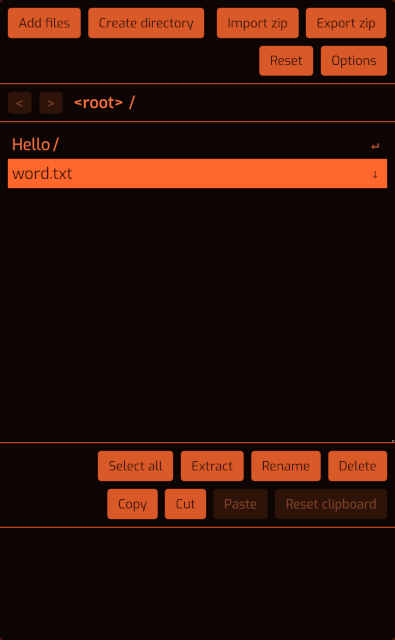 Add files Create directory Import zip Export zip
Reset Options
< > <root> /
Hello / ↵
word.txt ↓
Select all Extract Rename Delete
Copy Cut Paste Reset clipboard